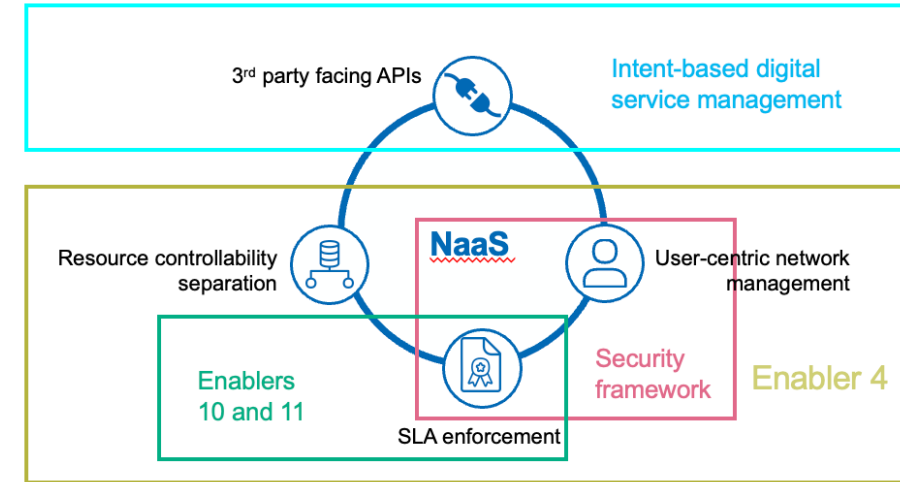 3rd party facing APIs
Intent-based digital
service management
NaaS
Resource controllability
separation
User-centric network
management
Enablers
10 and 11
Security
framework
Enabler 4
SLA enforcement